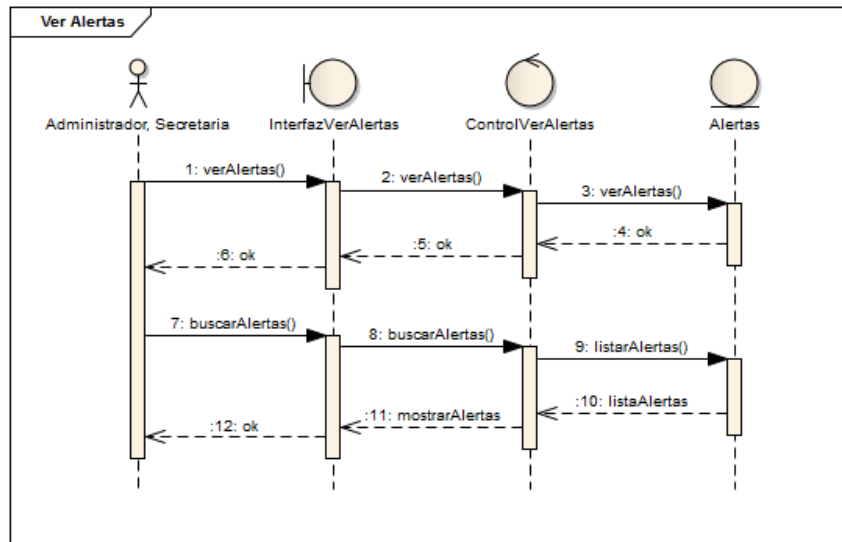 Ver Alertas
Administrador, Secretaria
InterfazVerAlertas
ControlVerAlertas
Alertas
1: verAlertas()
2: verAlertas()
3: verAlertas()
:4: ok
:5: ok
:6: ok
7: buscarAlertas()
8: buscarAlertas()
9: listarAlertas()
:10: listaAlertas
:11: mostrarAlertas
:12: ok